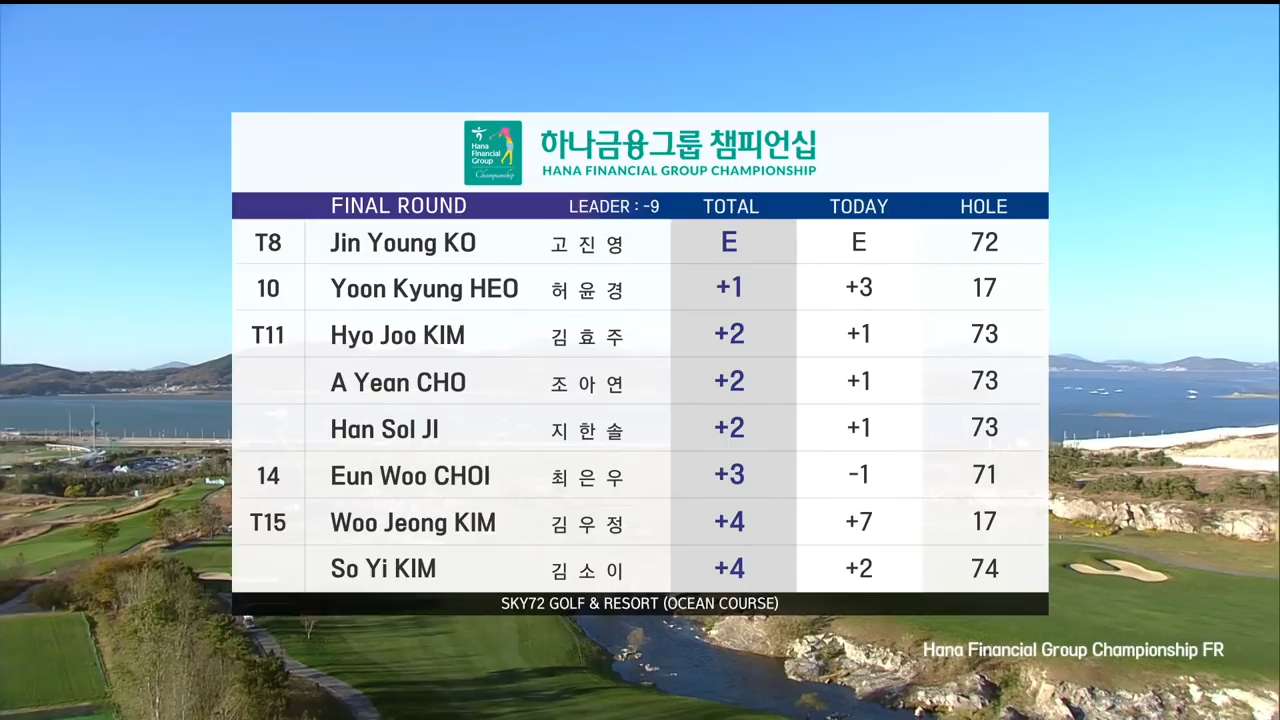 Hana
Financial
Group
Championship
하나금융그룹 챔피언십
HANA FINANCIAL GROUP CHAMPIONSHIP
FINAL ROUND LEADER : -9 TOTAL TODAY HOLE
T8 Jin Young KO 고 진 영 E E 72
10 Yoon Kyung HEO 허 윤 경 +1 +3 17
T11 Hyo Joo KIM 김 효 주 +2 +1 73
A Yean CHO 조 아 연 +2 +1 73
Han Sol JI 지 한 솔 +2 +1 73
14 Eun Woo CHOI 최 은 우 +3 -1 71
T15 Woo Jeong KIM 김 우 정 +4 +7 17
So Yi KIM 김 소 이 +4 +2 74
SKY72 GOLF & RESORT (OCEAN COURSE)
Hana Financial Group Championship FR